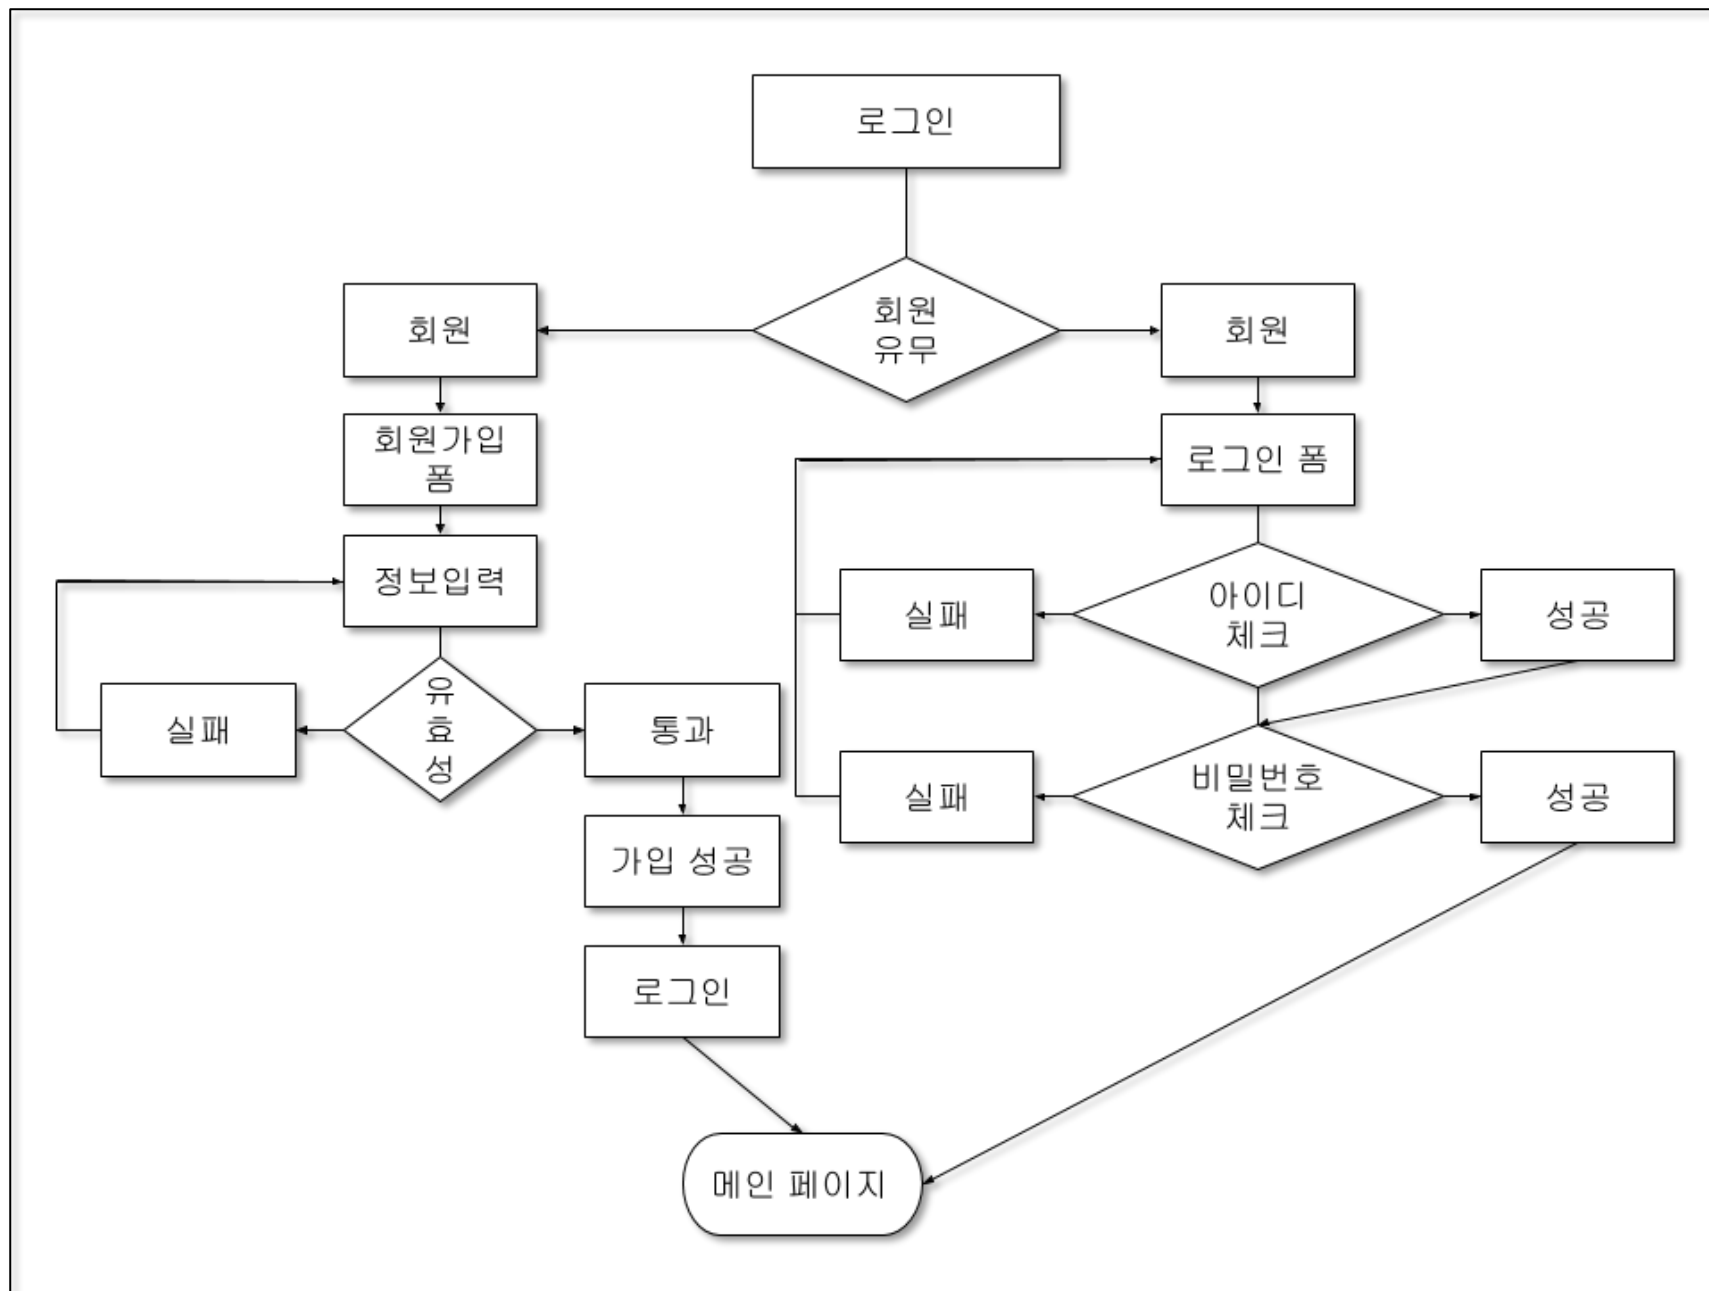 로그인
회원
유무
회원
회원
회원가입
폼
로그인 폼
정보입력
아이디
체크
실패
성공
유
효
성
실패
통과
비밀번호
체크
실패
성공
가입 성공
로그인
메인 페이지